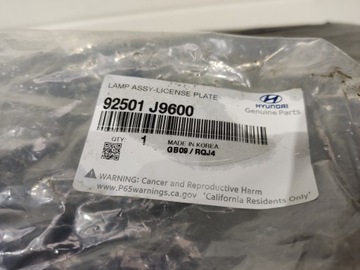 LAMP ASSY-LICENSE PLATE
92501 J9600
HYUNDAI
Genuine Parts
QTY: 1
MADE IN KOREA
GB09 / RQJ4
WARNING: Cancer and Reproductive Harm
www.P65warnings.ca.gov 'California Residents Only'